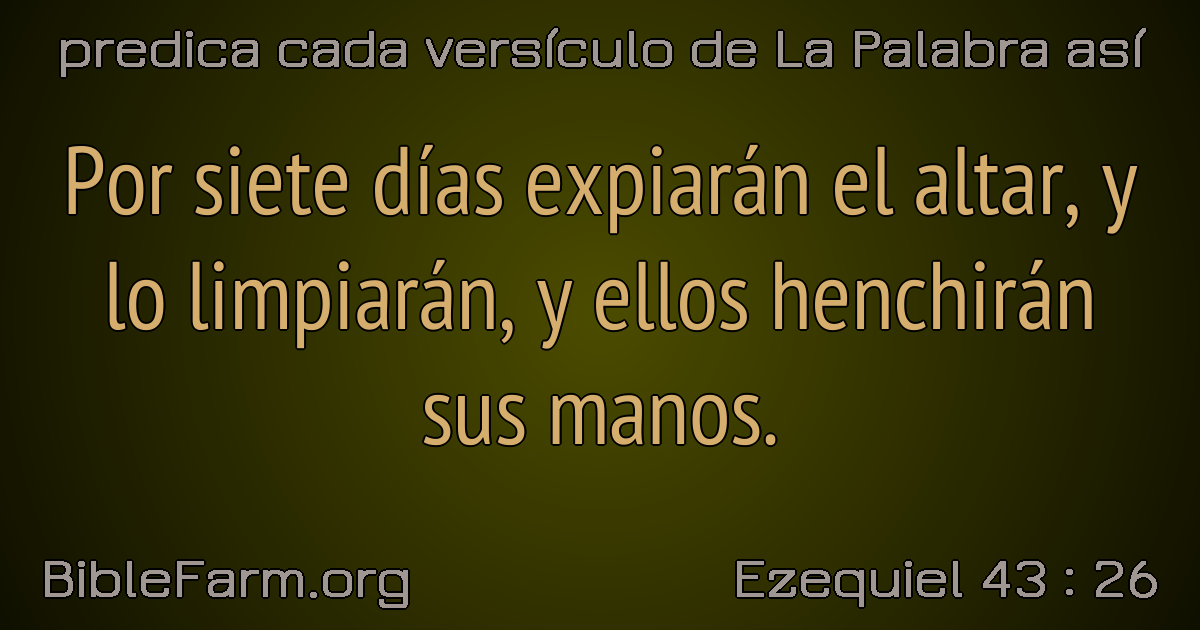 predica cada versículo de La Palabra así
Por siete días expiarán el altar, y
lo limpiarán, y ellos henchirán
sus manos.
BibleFarm.org
Ezequiel 43 : 26